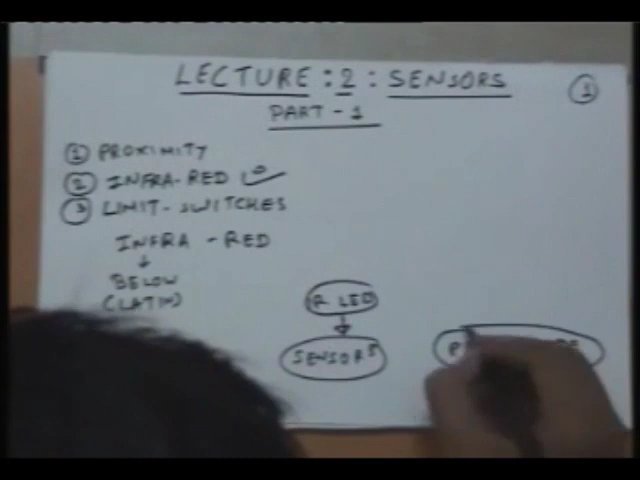 LECTURE : 2 : SENSORS
1
PART - 1
1 PROXIMITY
2 INFRA-RED
3 LIMIT-SWITCHES
INFRA-RED
BELOW
(LATIN)
R LED
SENSORS